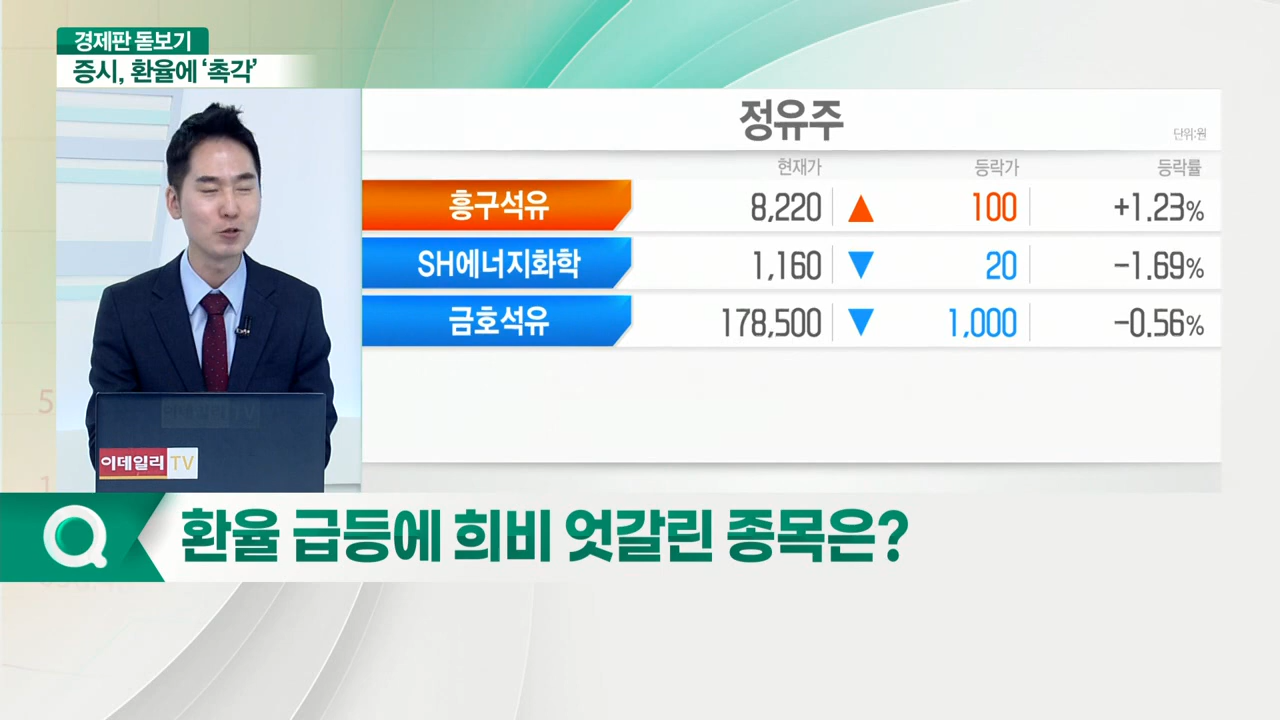 경제판 돋보기
증시, 환율에 ‘촉각’
정유주
단위:원
현재가 등락가 등락률
흥구석유 8,220 ▲ 100 +1.23%
SH에너지화학 1,160 ▼ 20 -1.69%
금호석유 178,500 ▼ 1,000 -0.56%
이데일리 TV
환율 급등에 희비 엇갈린 종목은?